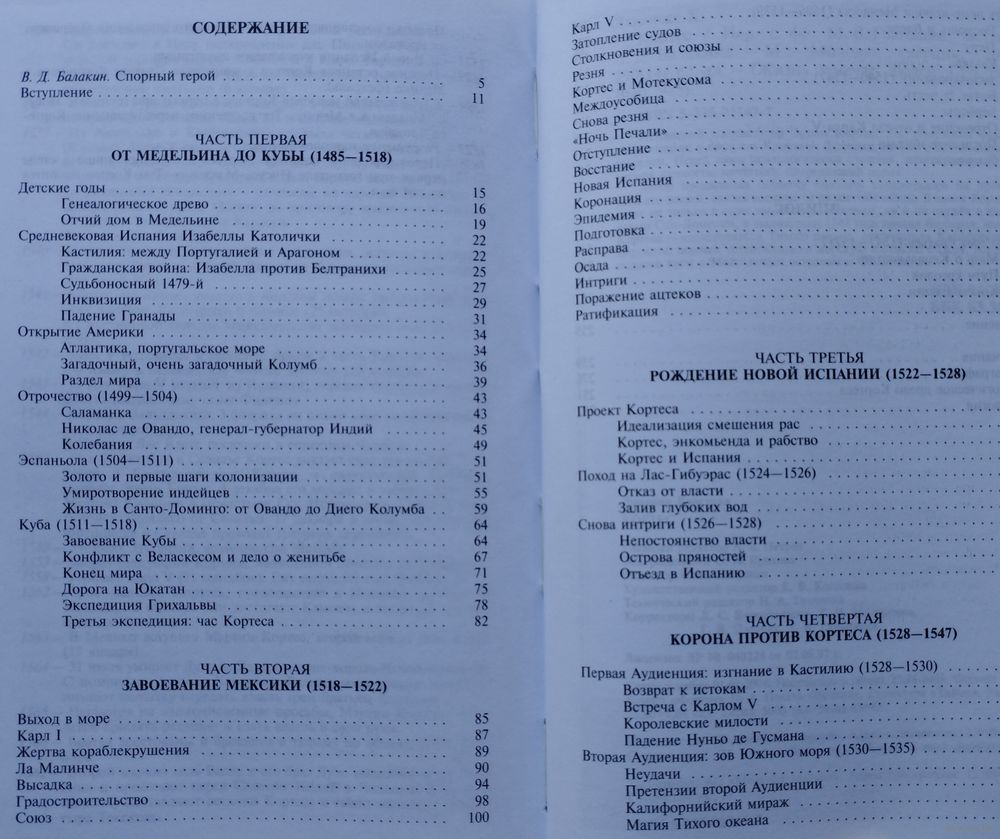 СОДЕРЖАНИЕ
В. Д. Балакин. Спорный герой . . . 5
Вступление . . . 11
ЧАСТЬ ПЕРВАЯ
ОТ МЕДЕЛЬИНА ДО КУБЫ (1485—1518)
Детские годы . . . 15
Генеалогическое древо . . . 16
Отчий дом в Медельине . . . 19
Средневековая Испания Изабеллы Католички . . . 22
Кастилия: между Португалией и Арагоном . . . 22
Гражданская война: Изабелла против Белтранихи . . . 25
Судьбоносный 1479-й . . . 27
Инквизиция . . . 29
Падение Гранады . . . 31
Открытие Америки . . . 34
Атлантика, португальское море . . . 34
Загадочный, очень загадочный Колумб . . . 36
Раздел мира . . . 39
Отрочество (1499—1504) . . . 43
Саламанка . . . 43
Николас де Овандо, генерал-губернатор Индий . . . 45
Колебания . . . 49
Эспаньола (1504—1511) . . . 51
Золото и первые шаги колонизации . . . 51
Умиротворение индейцев . . . 55
Жизнь в Санто-Доминго: от Овандо до Диего Колумба . . 59
Куба (1511—1518) . . . 64
Завоевание Кубы . . . 64
Конфликт с Веласкесом и дело о женитьбе . . . 67
Конец мира . . . 71
Дорога на Юкатан . . . 75
Экспедиция Грихальвы . . . 78
Третья экспедиция: час Кортеса . . . 82
ЧАСТЬ ВТОРАЯ
ЗАВОЕВАНИЕ МЕКСИКИ (1518—1522)
Выход в море . . . 85
Карл I . . . 87
Жертва кораблекрушения . . . 89
Ла Малинче . . . 90
Высадка . . . 94
Градостроительство . . . 98
Союз . . . 100
Карл V . . .
Затопление судов . . .
Столкновения и союзы . . .
Резня . . .
Кортес и Мотекусома . . .
Междоусобица . . .
Снова резня . . .
«Ночь Печали» . . .
Отступление . . .
Восстание . . .
Новая Испания . . .
Коронация . . .
Эпидемия . . .
Подготовка . . .
Расправа . . .
Осада . . .
Интриги . . .
Поражение ацтеков . . .
Ратификация . . .
ЧАСТЬ ТРЕТЬЯ
РОЖДЕНИЕ НОВОЙ ИСПАНИИ (1522—1528)
Проект Кортеса . . .
Идеализация смешения рас . . .
Кортес, энкомьенда и рабство . . .
Кортес и Испания . . .
Поход на Лас-Гибуэрас (1524—1526) . . .
Отказ от власти . . .
Залив глубоких вод . . .
Снова интриги (1526—1528) . . .
Непостоянство власти . . .
Острова пряностей . . .
Отъезд в Испанию . . .
ЧАСТЬ ЧЕТВЕРТАЯ
КОРОНА ПРОТИВ КОРТЕСА (1528—1547)
Первая Аудиенция: изгнание в Кастилию (1528—1530) . . .
Возврат к истокам . . .
Встреча с Карлом V . . .
Королевские милости . . .
Падение Нуньо де Гусмана . . .
Вторая Аудиенция: зов Южного моря (1530—1535) . . .
Неудачи . . .
Претензии второй Аудиенции . . .
Калифорнийский мираж . . .
Магия Тихого океана . . .